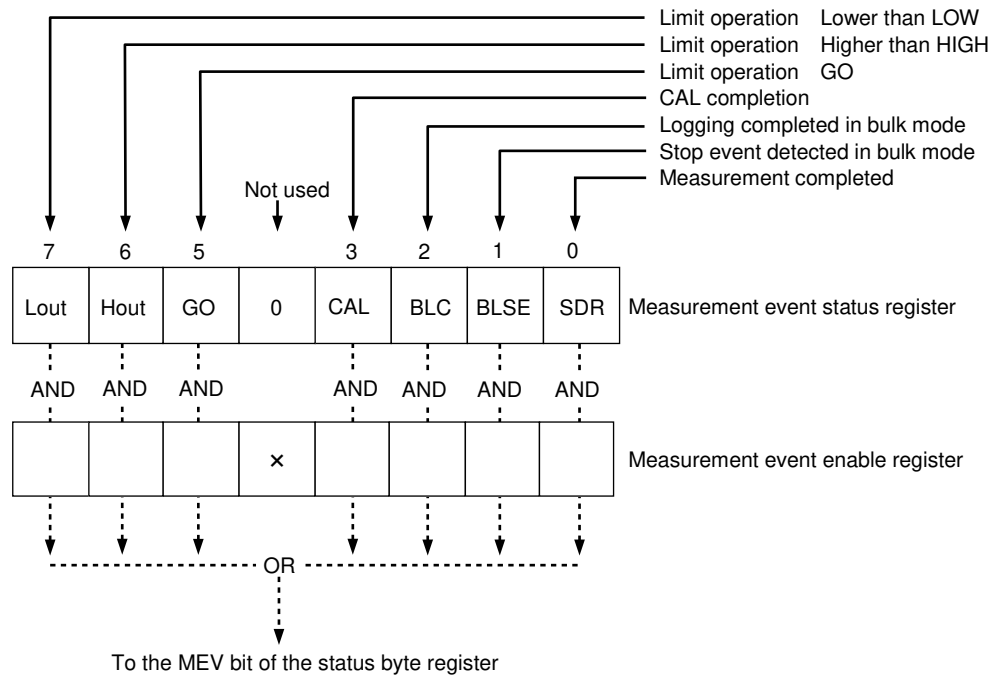 Limit operation Lower than LOW
Limit operation Higher than HIGH
Limit operation GO
CAL completion
Logging completed in bulk mode
Stop event detected in bulk mode
Measurement completed
Not used
7 6 5 3 2 1 0
Lout Hout GO 0 CAL BLC BLSE SDR Measurement event status register
AND AND AND AND AND AND AND
× Measurement event enable register
OR
To the MEV bit of the status byte register